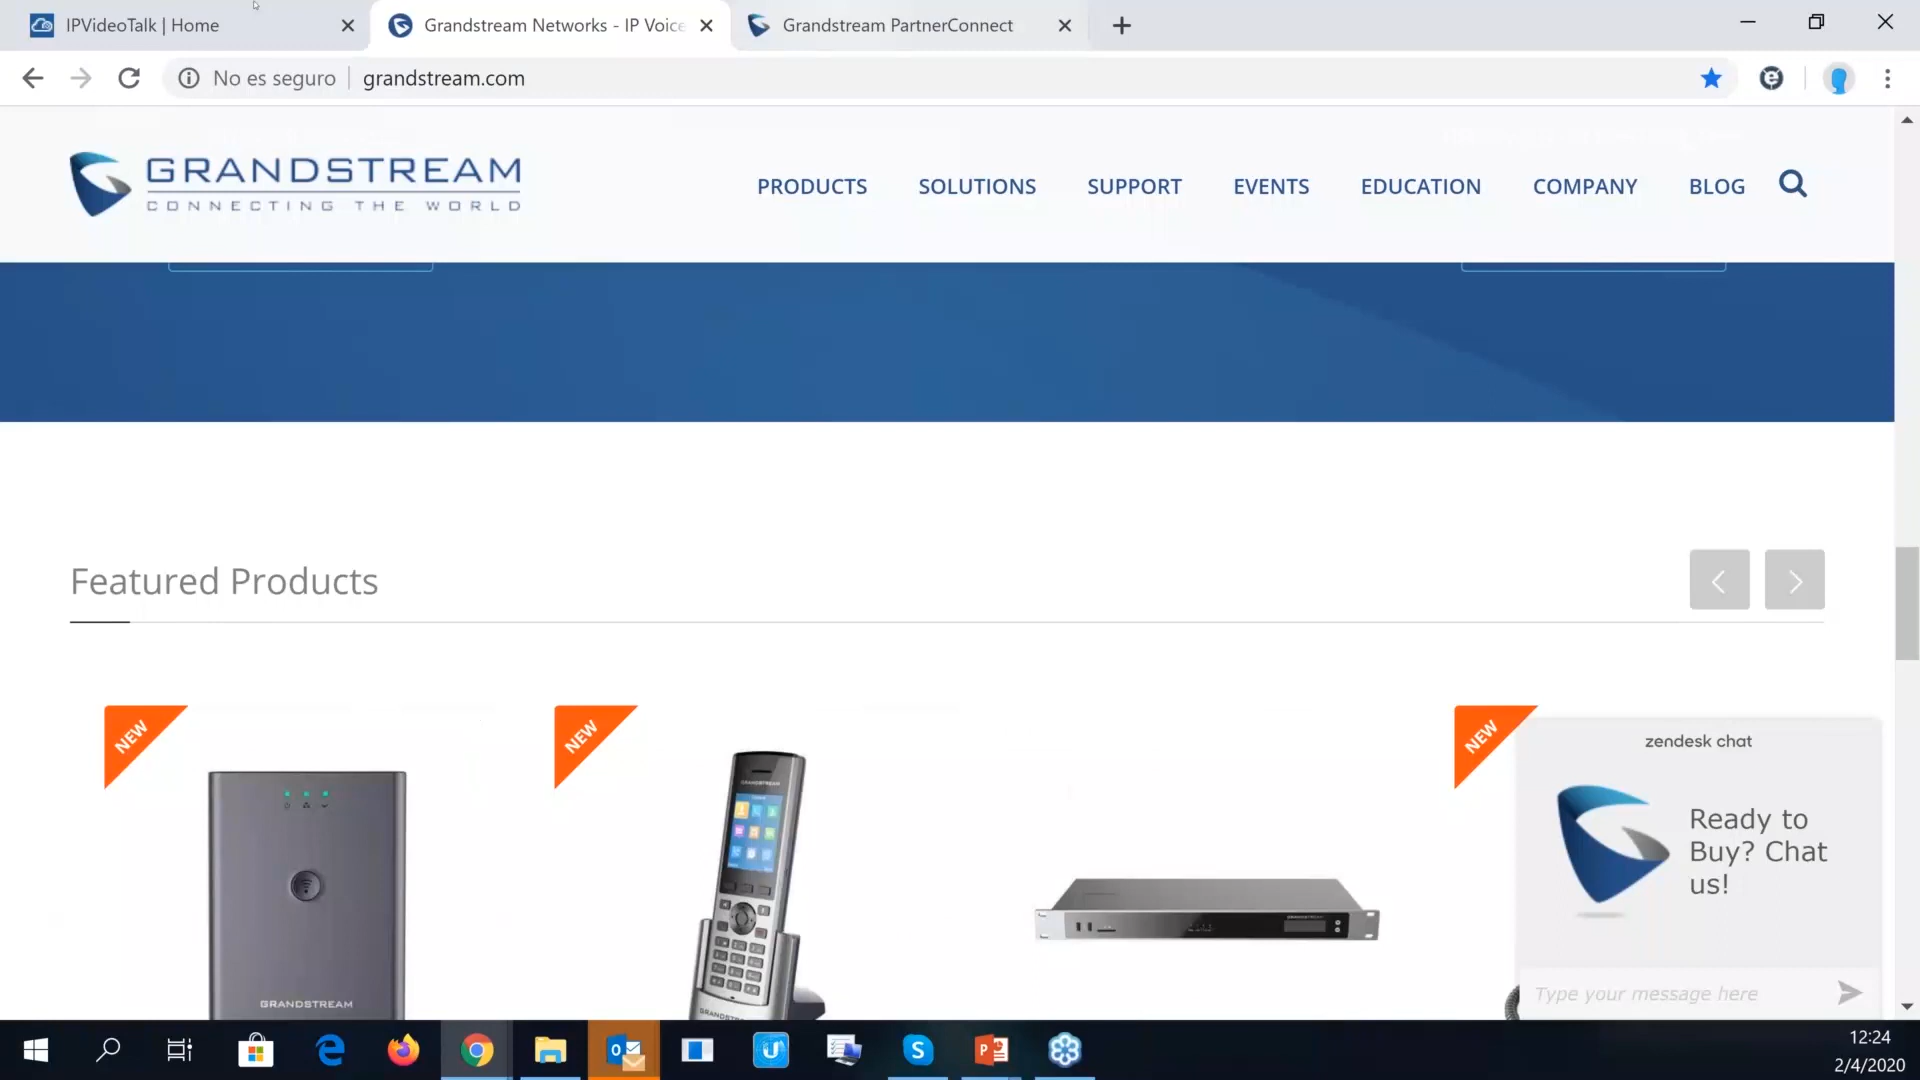 IPVideoTalk | Home
Grandstream Networks - IP Voice
Grandstream PartnerConnect
No es seguro
grandstream.com
GRANDSTREAM
CONNECTING THE WORLD
PRODUCTS
SOLUTIONS
SUPPORT
EVENTS
EDUCATION
COMPANY
BLOG
Featured Products
NEW
NEW
NEW
GRANDSTREAM
zendesk chat
Ready to
Buy? Chat
us!
Type your message here
12:24
2/4/2020